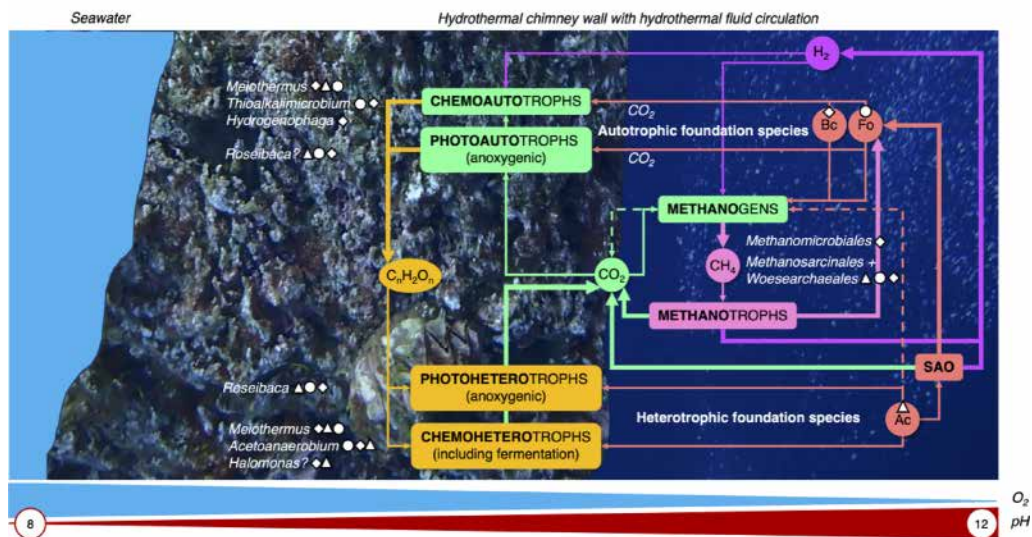 Seawater
Hydrothermal chimney wall with hydrothermal fluid circulation
H2
Meiothermus
Thioalkalimicrobium
Hydrogenophaga
CHEMOAUTOTROPHS
CO2
Bc
Fo
Autotrophic foundation species
Roseibaca?
PHOTOAUTOTROPHS
(anoxygenic)
CO2
METHANOGENS
Methanomicrobiales
Methanosarcinales +
Woesearchaeales
CnH2On
CO2
CH4
METHANOTROPHS
SAO
Roseibaca
PHOTOHETEROTROPHS
(anoxygenic)
Heterotrophic foundation species
Ac
Meiothermus
Acetoanaerobium
Halomonas?
CHEMOHETEROTROPHS
(including fermentation)
O2
8
12
pH